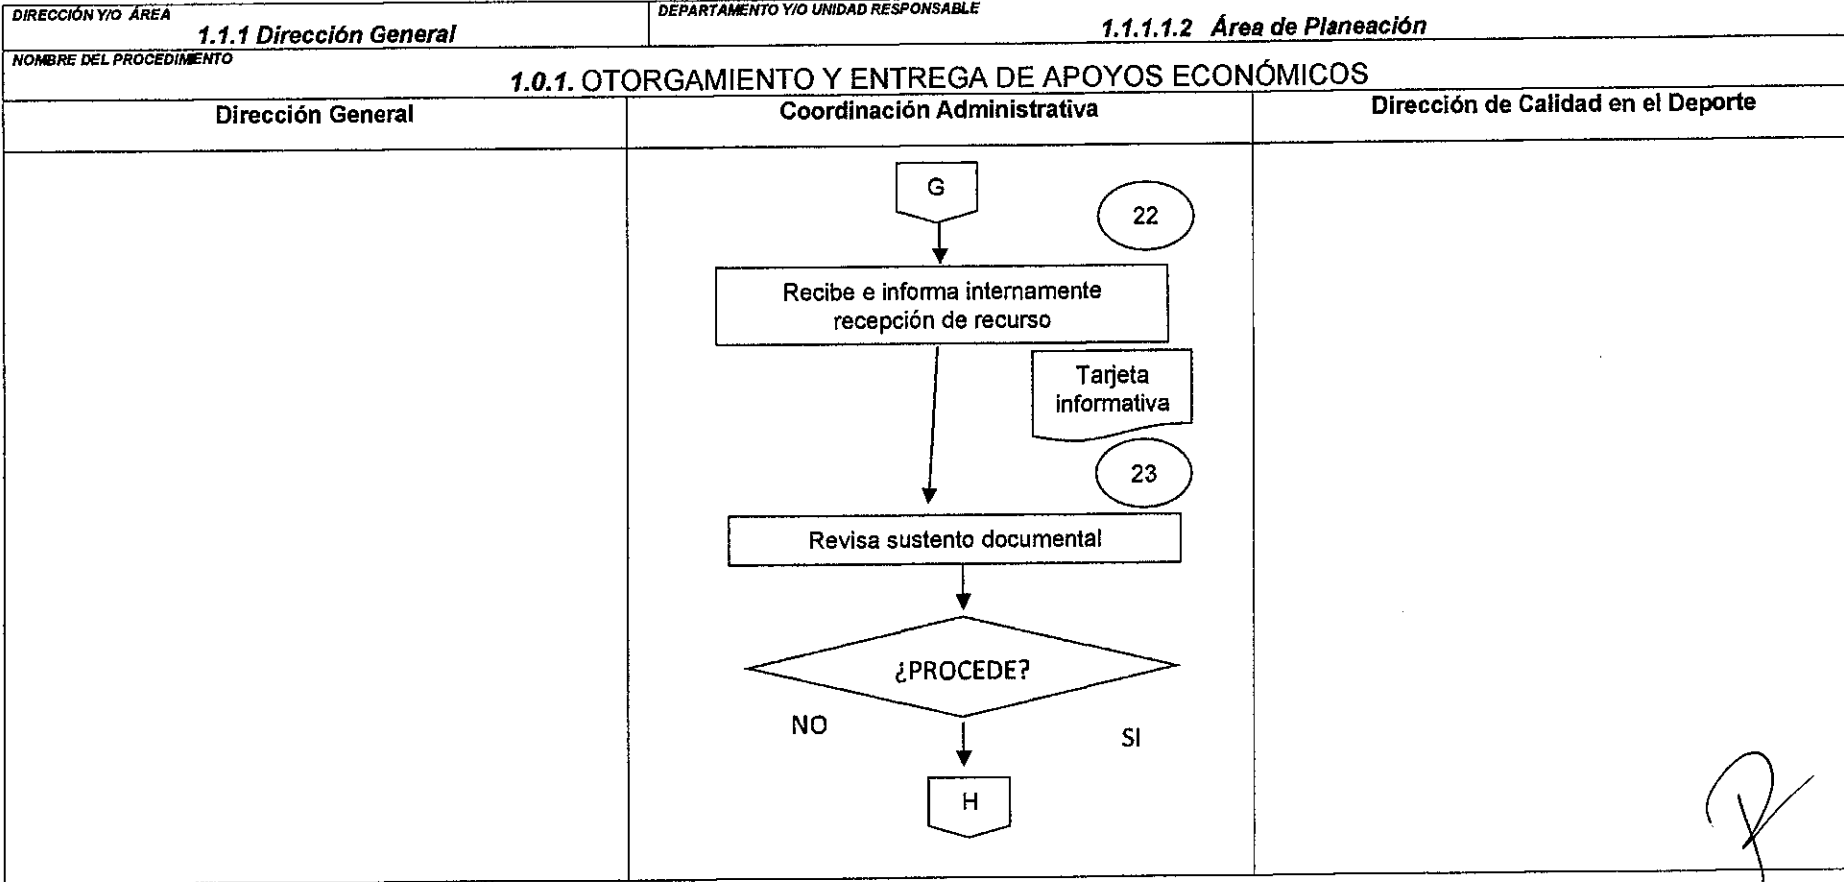 DIRECCIÓN Y/O ÁREA
1.1.1 Dirección General
DEPARTAMENTO Y/O UNIDAD RESPONSABLE
1.1.1.1.2 Área de Planeación
NOMBRE DEL PROCEDIMIENTO
1.0.1. OTORGAMIENTO Y ENTREGA DE APOYOS ECONÓMICOS
Dirección General
Coordinación Administrativa
Dirección de Calidad en el Deporte
G
22
Recibe e informa internamente
recepción de recurso
Tarjeta
informativa
23
Revisa sustento documental
¿PROCEDE?
NO
SI
H